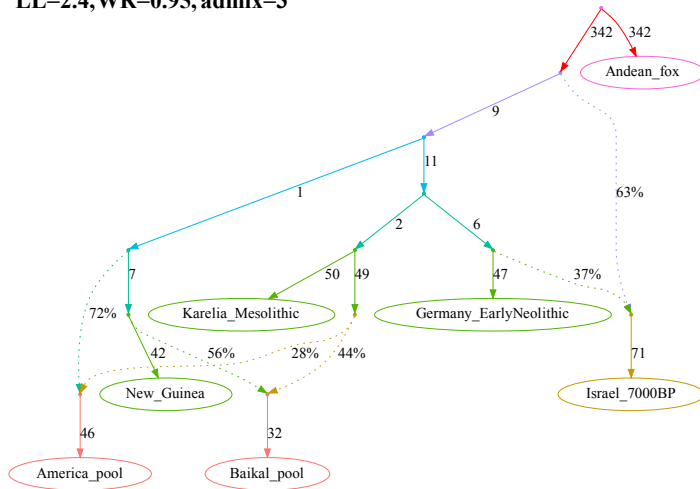 LL=2.4, WR=0.95, admix=3
342
342
Andean_fox
9
11
1
63%
2
6
7
50
49
47
37%
72%
Karelia_Mesolithic
Germany_EarlyNeolithic
42
56%
28%
44%
71
New_Guinea
Israel_7000BP
46
32
America_pool
Baikal_pool